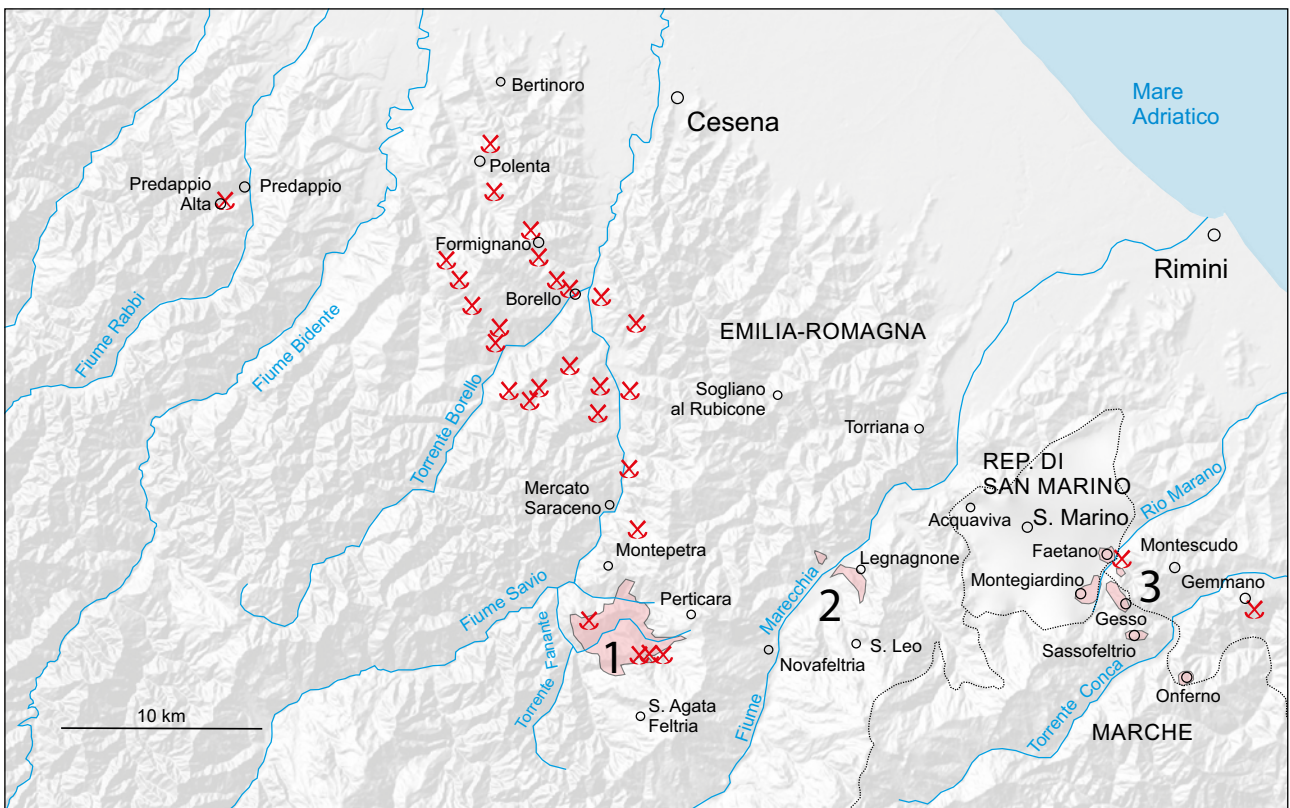 Bertinoro
Mare
Adriatico
Cesena
Polenta
Predappio
Alta
Predappio
Formignano
Rimini
Borello
Fiume Rabbi
Fiume Bidente
EMILIA-ROMAGNA
Torrente Borello
Sogliano
al Rubicone
Torriana
REP. DI
SAN MARINO
Mercato
Saraceno
Acquaviva
S. Marino
Rio Marano
Montepetra
Legnagnone
Faetano
Montescudo
Montegiardino
3
Gemmano
Fiume Savio
Perticara
Marecchia
2
Gesso
Torrente Fanante
1
Novafeltria
S. Leo
Sassofeltrio
10 km
S. Agata
Feltria
Fiume
Torrente Conca
Onferno
MARCHE